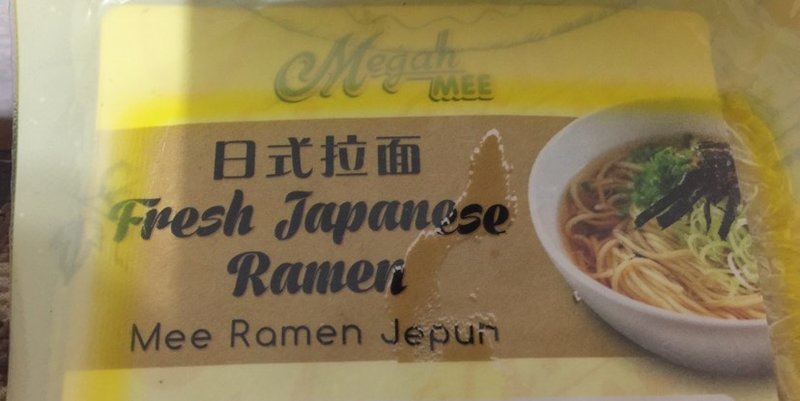 Megah
MEE
日式拉面
Fresh Japanese
Ramen
Mee Ramen Jepun